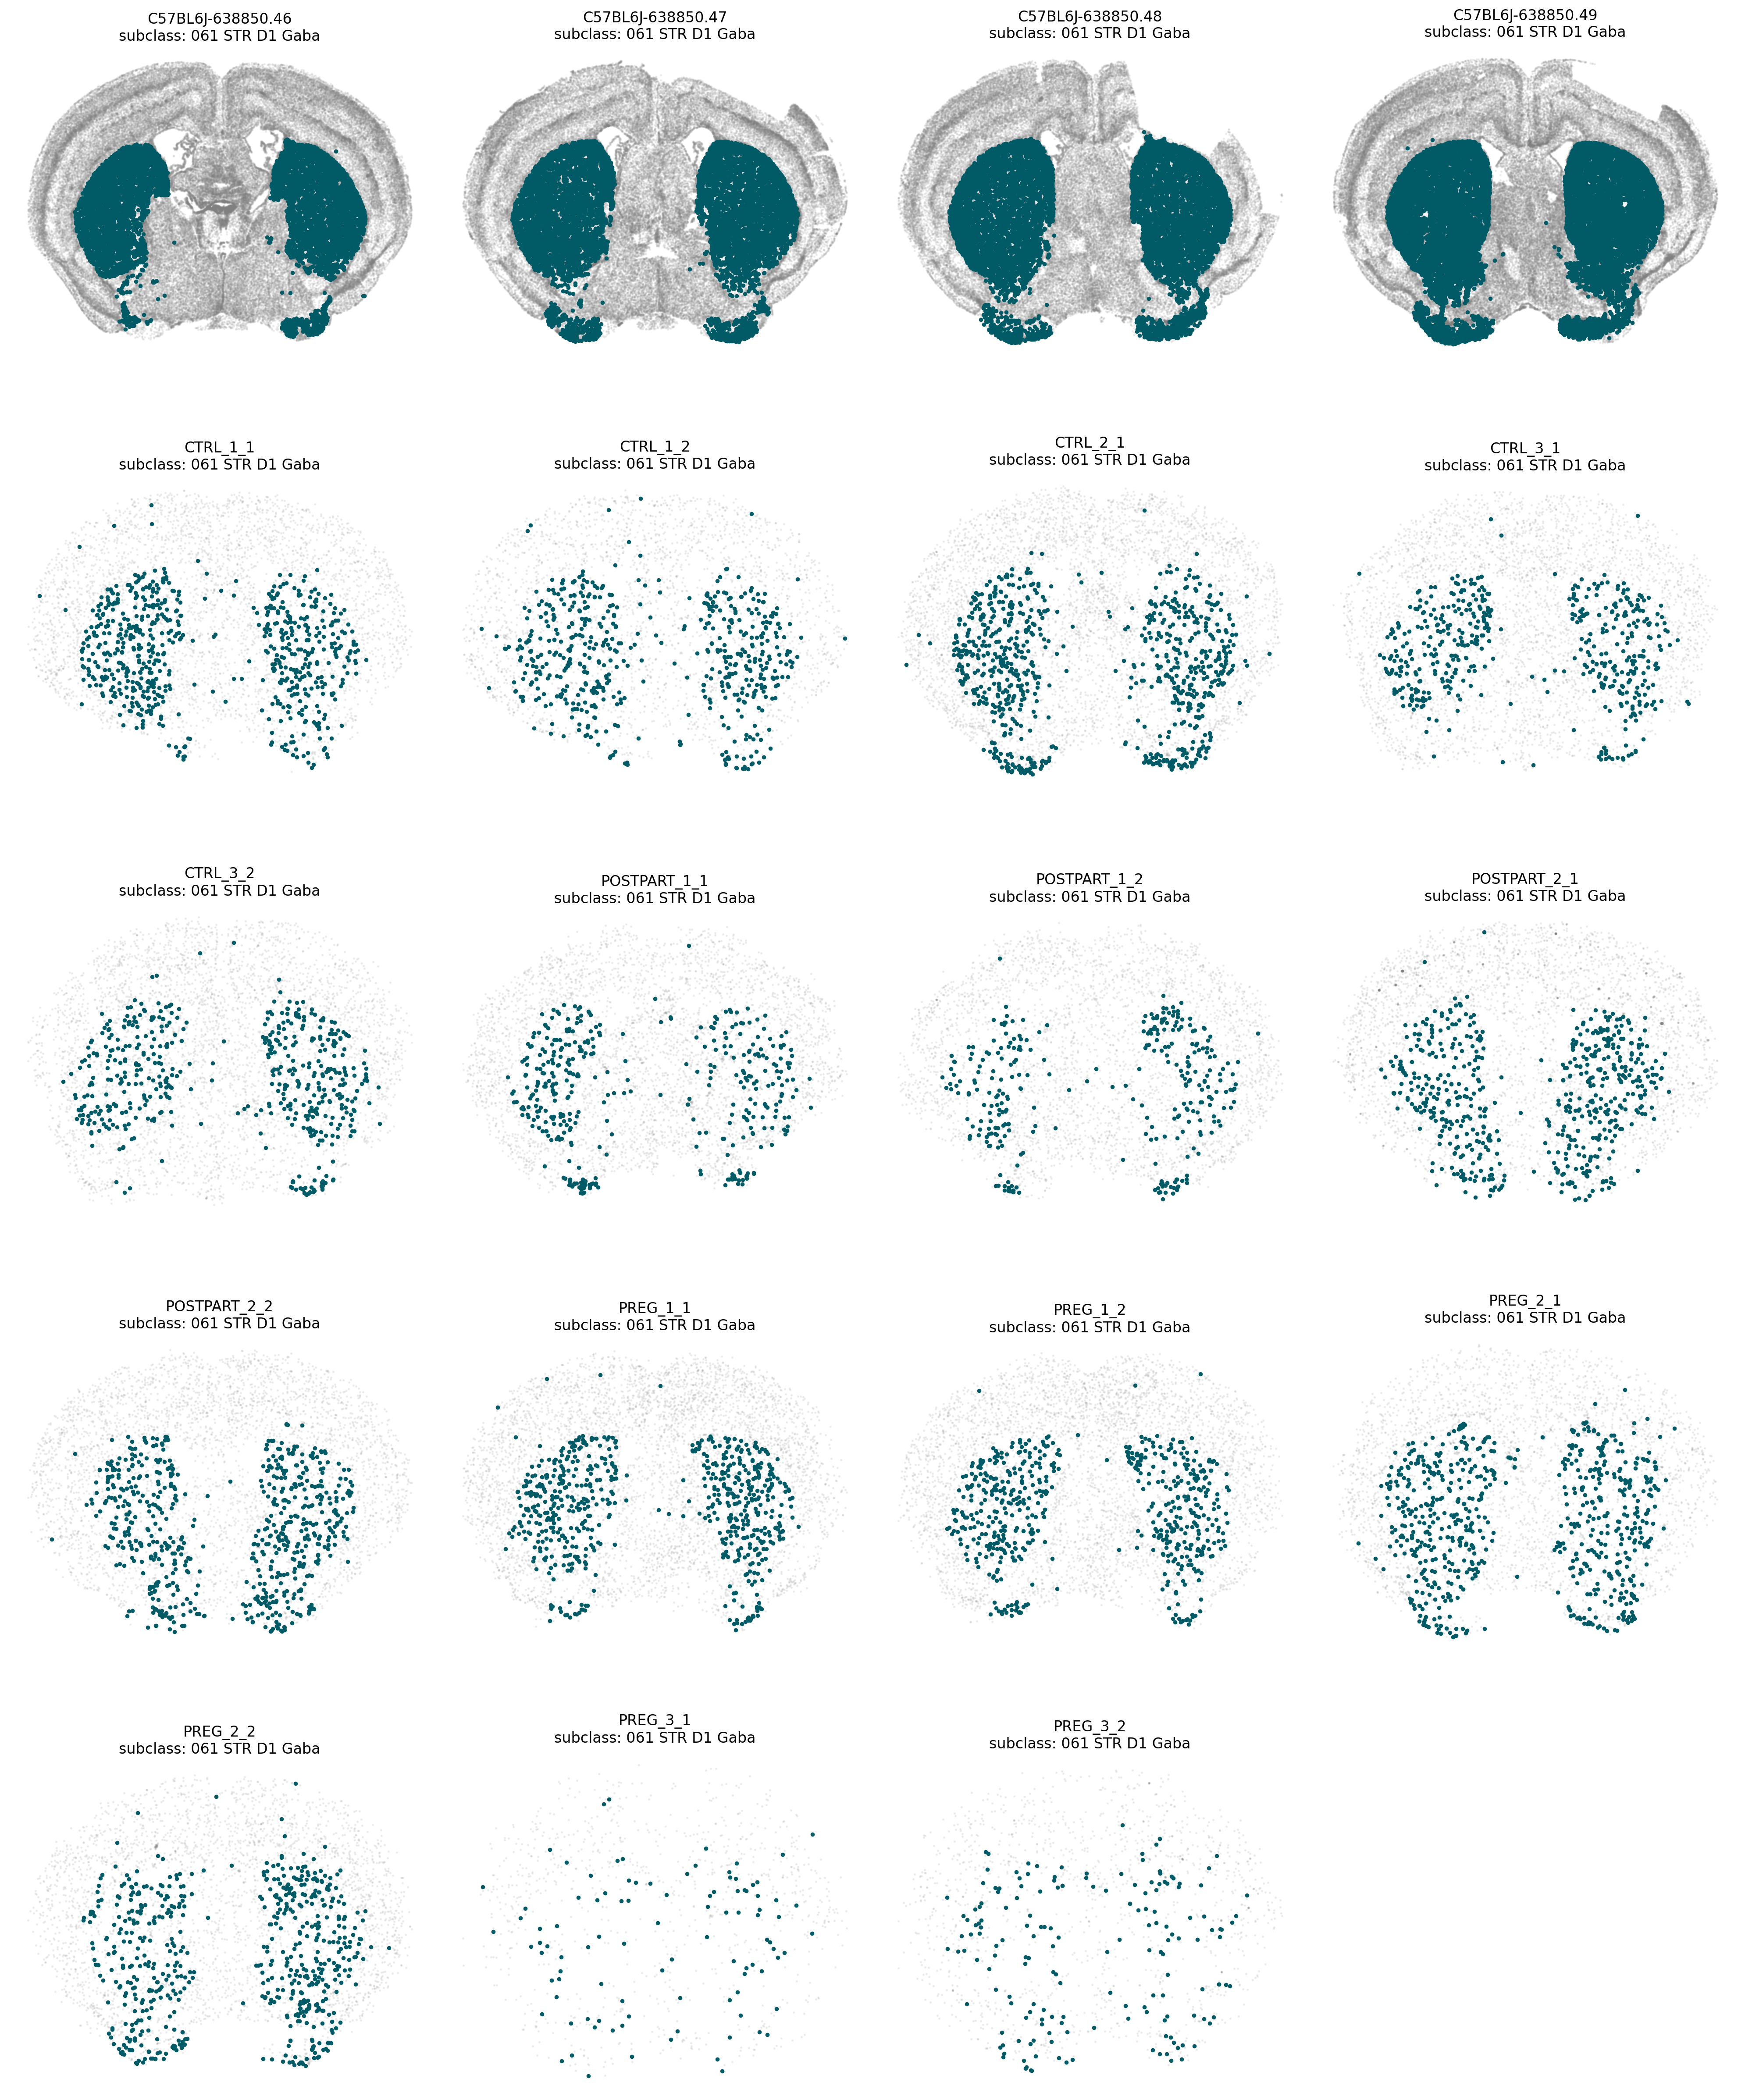 C57BL6J-638850.46
subclass: 061 STR D1 Gaba
C57BL6J-638850.47
subclass: 061 STR D1 Gaba
C57BL6J-638850.48
subclass: 061 STR D1 Gaba
C57BL6J-638850.49
subclass: 061 STR D1 Gaba
CTRL_1_1
subclass: 061 STR D1 Gaba
CTRL_1_2
subclass: 061 STR D1 Gaba
CTRL_2_1
subclass: 061 STR D1 Gaba
CTRL_3_1
subclass: 061 STR D1 Gaba
CTRL_3_2
subclass: 061 STR D1 Gaba
POSTPART_1_1
subclass: 061 STR D1 Gaba
POSTPART_1_2
subclass: 061 STR D1 Gaba
POSTPART_2_1
subclass: 061 STR D1 Gaba
POSTPART_2_2
subclass: 061 STR D1 Gaba
PREG_1_1
subclass: 061 STR D1 Gaba
PREG_1_2
subclass: 061 STR D1 Gaba
PREG_2_1
subclass: 061 STR D1 Gaba
PREG_2_2
subclass: 061 STR D1 Gaba
PREG_3_1
subclass: 061 STR D1 Gaba
PREG_3_2
subclass: 061 STR D1 Gaba